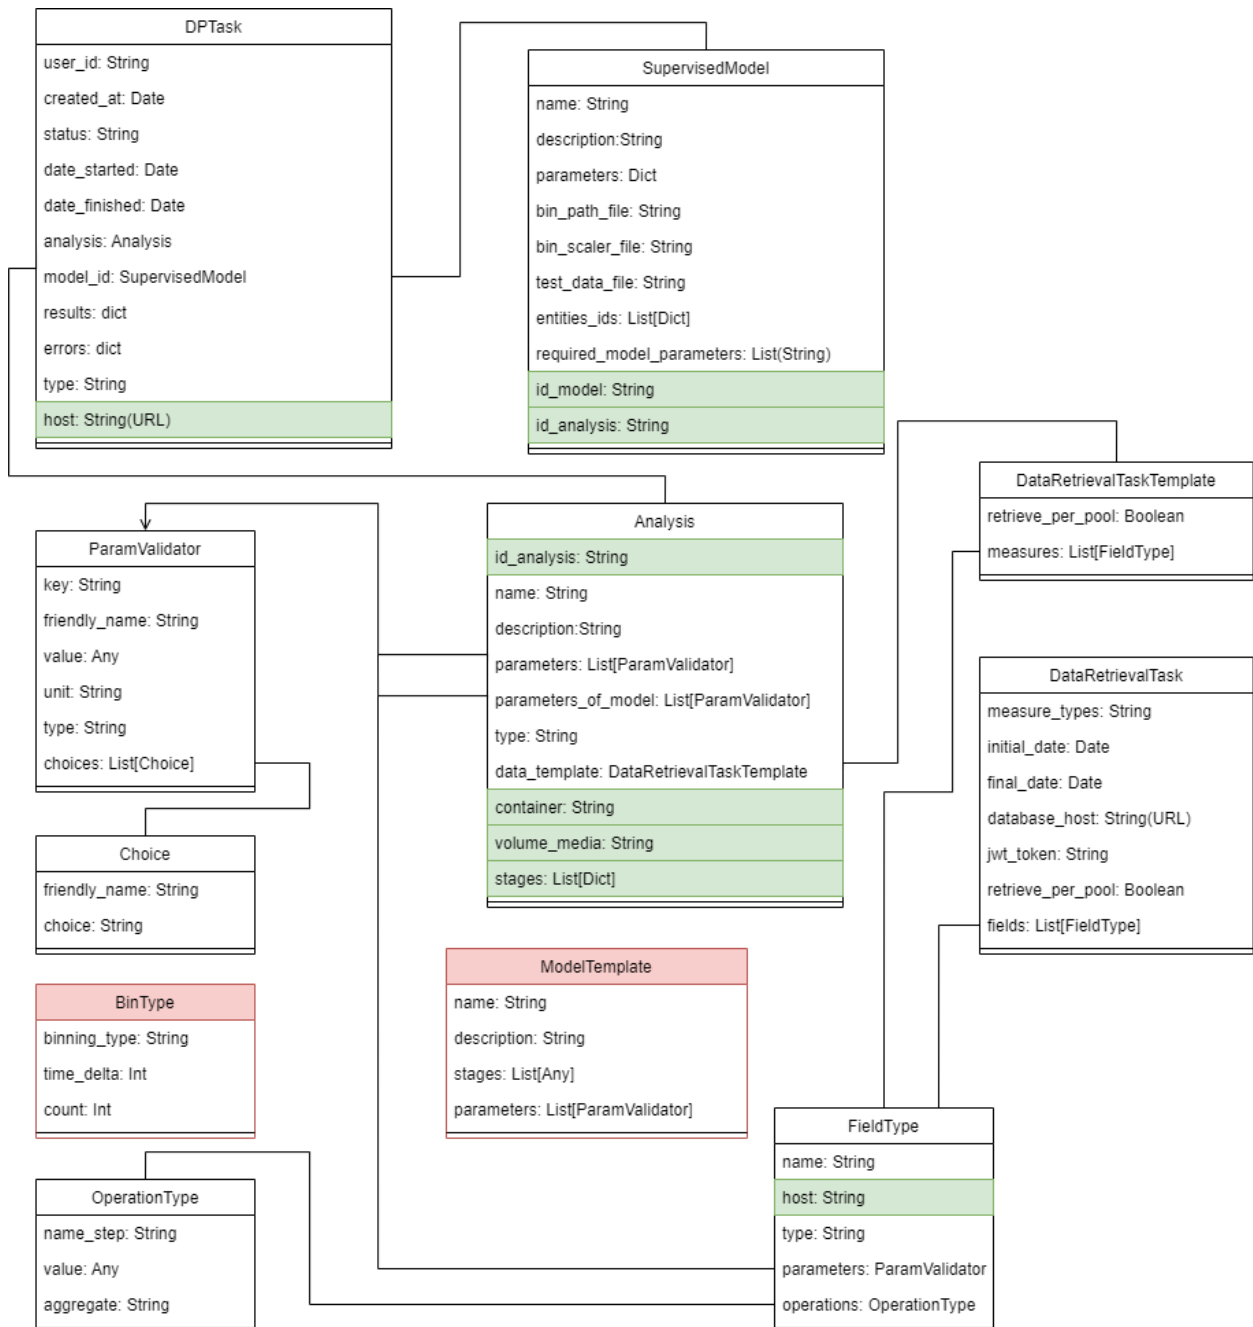 DPTask
user_id: String
created_at: Date
status: String
date_started: Date
date_finished: Date
analysis: Analysis
model_id: SupervisedModel
results: dict
errors: dict
type: String
host: String(URL)
SupervisedModel
name: String
description:String
parameters: Dict
bin_path_file: String
bin_scaler_file: String
test_data_file: String
entities_ids: List[Dict]
required_model_parameters: List(String)
id_model: String
id_analysis: String
DataRetrievalTaskTemplate
retrieve_per_pool: Boolean
measures: List[FieldType]
ParamValidator
key: String
friendly_name: String
value: Any
unit: String
type: String
choices: List[Choice]
Analysis
id_analysis: String
name: String
description:String
parameters: List[ParamValidator]
parameters_of_model: List[ParamValidator]
type: String
data_template: DataRetrievalTaskTemplate
container: String
volume_media: String
stages: List[Dict]
DataRetrievalTask
measure_types: String
initial_date: Date
final_date: Date
database_host: String(URL)
jwt_token: String
retrieve_per_pool: Boolean
fields: List[FieldType]
Choice
friendly_name: String
choice: String
BinType
binning_type: String
time_delta: Int
count: Int
ModelTemplate
name: String
description: String
stages: List[Any]
parameters: List[ParamValidator]
OperationType
name_step: String
value: Any
aggregate: String
FieldType
name: String
host: String
type: String
parameters: ParamValidator
operations: OperationType